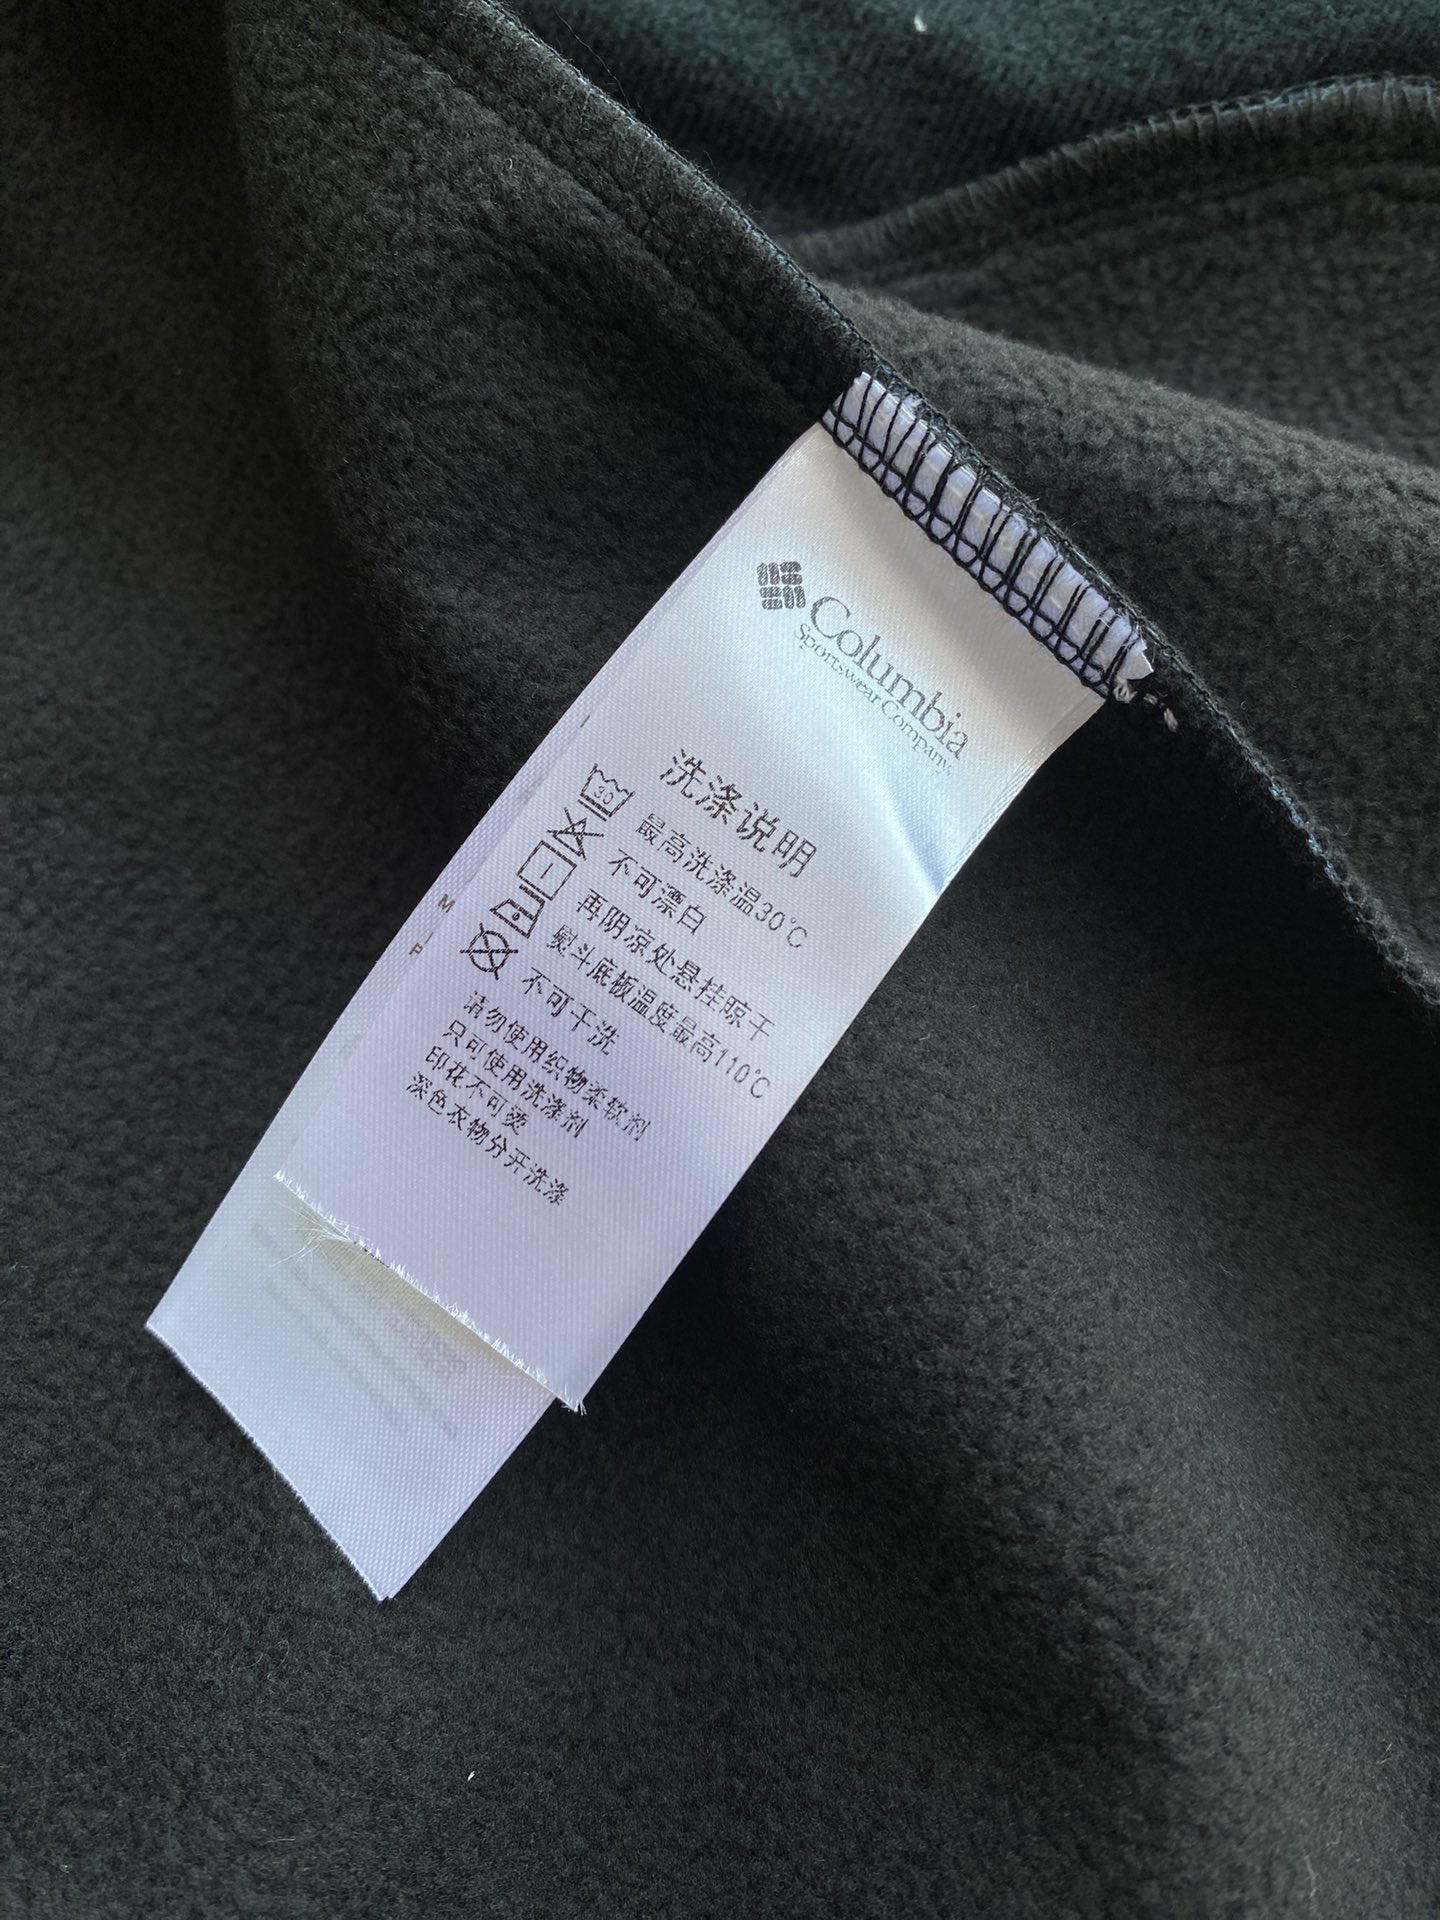 Columbia
Sportswear Company
洗涤说明
30
最高洗涤温30℃
不可漂白
再阴凉处悬挂晾干
熨斗底板温度最高110℃
不可干洗
请勿使用织物柔软剂
只可使用洗涤剂
印花不可烫
深色衣物分开洗涤
M
P